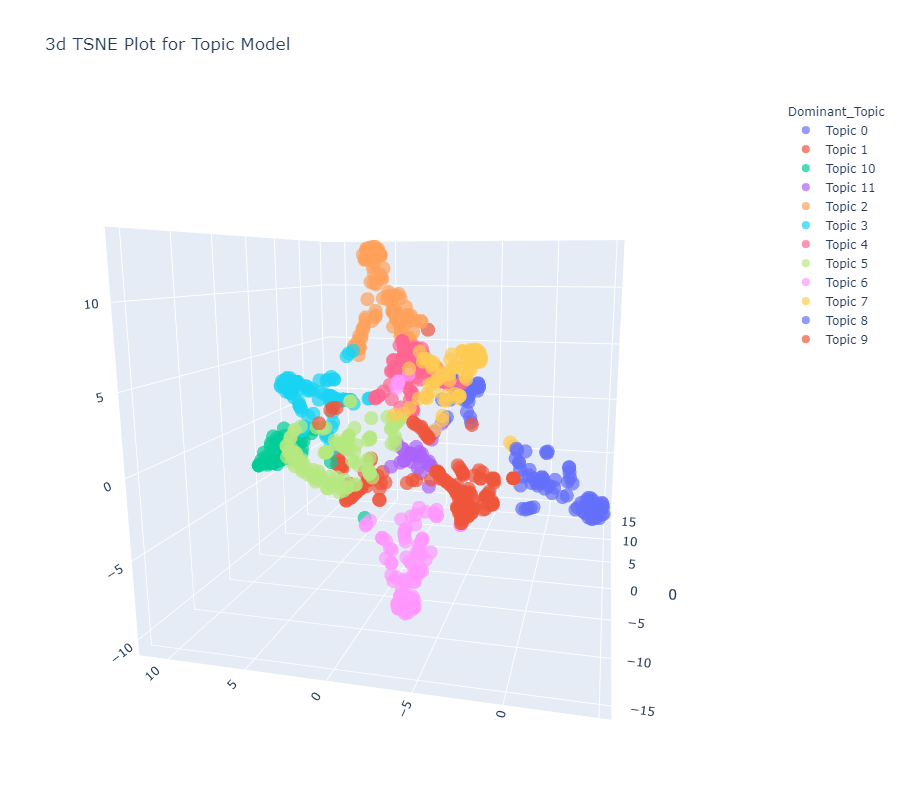 3d TSNE Plot for Topic Model
Dominant_Topic
Topic 0
Topic 1
Topic 10
Topic 11
Topic 2
Topic 3
Topic 4
Topic 5
Topic 6
Topic 7
Topic 8
Topic 9
10
5
0
−5
−10
10
5
0
−5
0
15
10
5
0
−5
−10
−15
0